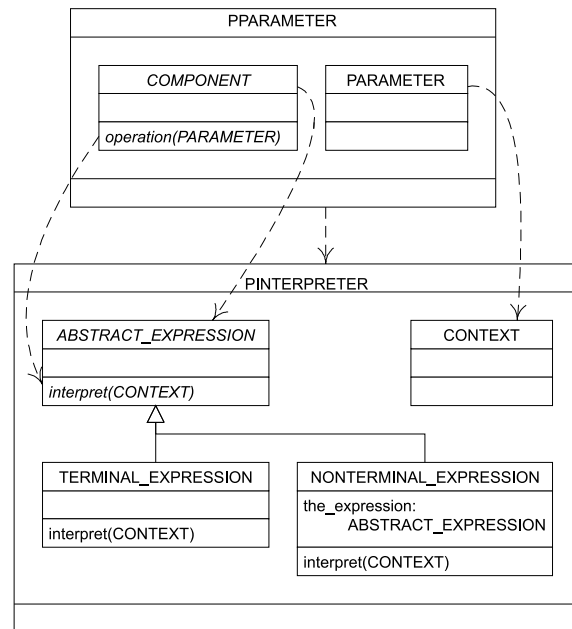 PPARAMETER
COMPONENT
PARAMETER
operation(PARAMETER)
PINTERPRETER
ABSTRACT_EXPRESSION
CONTEXT
interpret(CONTEXT)
TERMINAL_EXPRESSION
NONTERMINAL_EXPRESSION
the_expression:
ABSTRACT_EXPRESSION
interpret(CONTEXT)
interpret(CONTEXT)